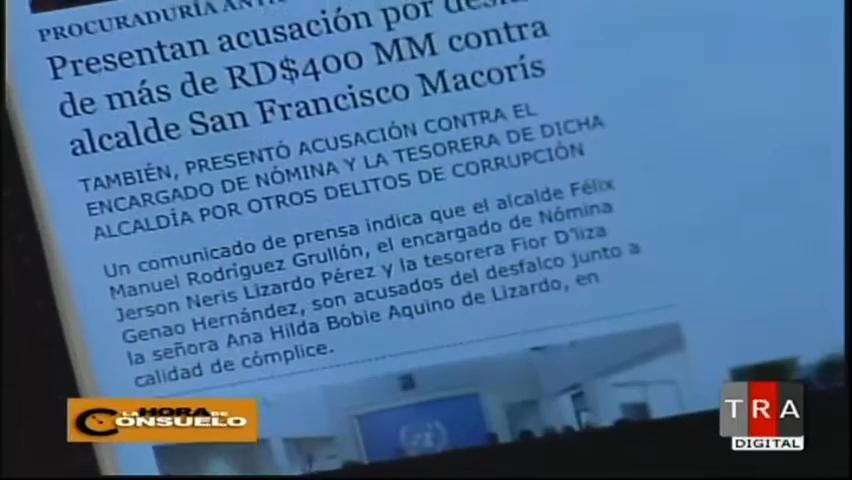 PROCURADURÍA
Presentan acusación por
de más de RD$400 MM contra
alcalde San Francisco Macorís
TAMBIÉN, PRESENTÓ ACUSACIÓN CONTRA EL
ENCARGADO DE NÓMINA Y LA TESORERA DE DICHA
ALCALDÍA POR OTROS DELITOS DE CORRUPCIÓN
Un comunicado de prensa indica que el alcalde Félix
Manuel Rodríguez Grullón, el encargado de Nómina
Jerson Neris Lizardo Pérez y la tesorera Fior D'liza
Genao Hernández, son acusados del desfalco junto a
la señora Ana Hilda Bobie Aquino de Lizardo, en
calidad de cómplice.
LA HORA DE
CONSUELO
TRA
DIGITAL